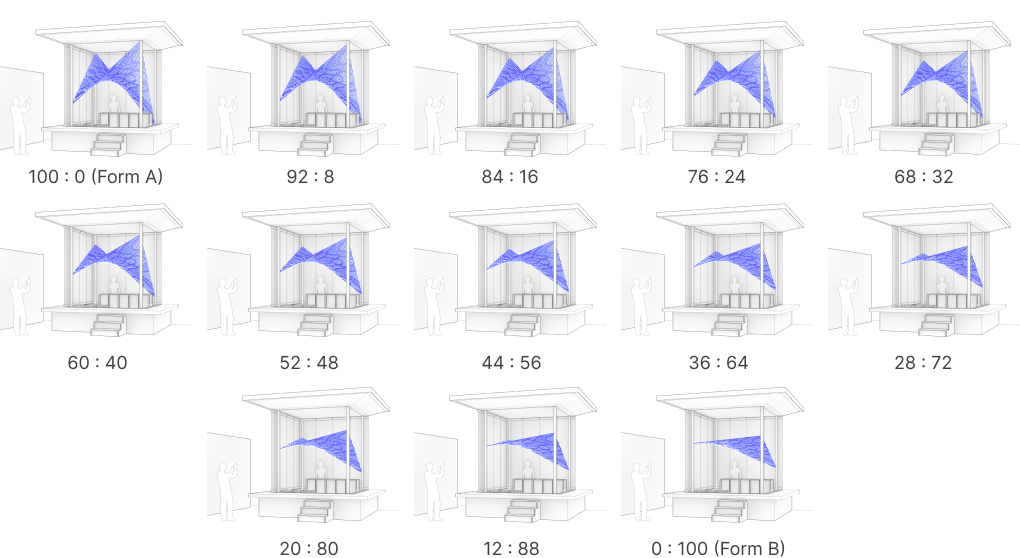 100 : 0 (Form A)
92 : 8
84 : 16
76 : 24
68 : 32
60 : 40
52 : 48
44 : 56
36 : 64
28 : 72
20 : 80
12 : 88
0 : 100 (Form B)